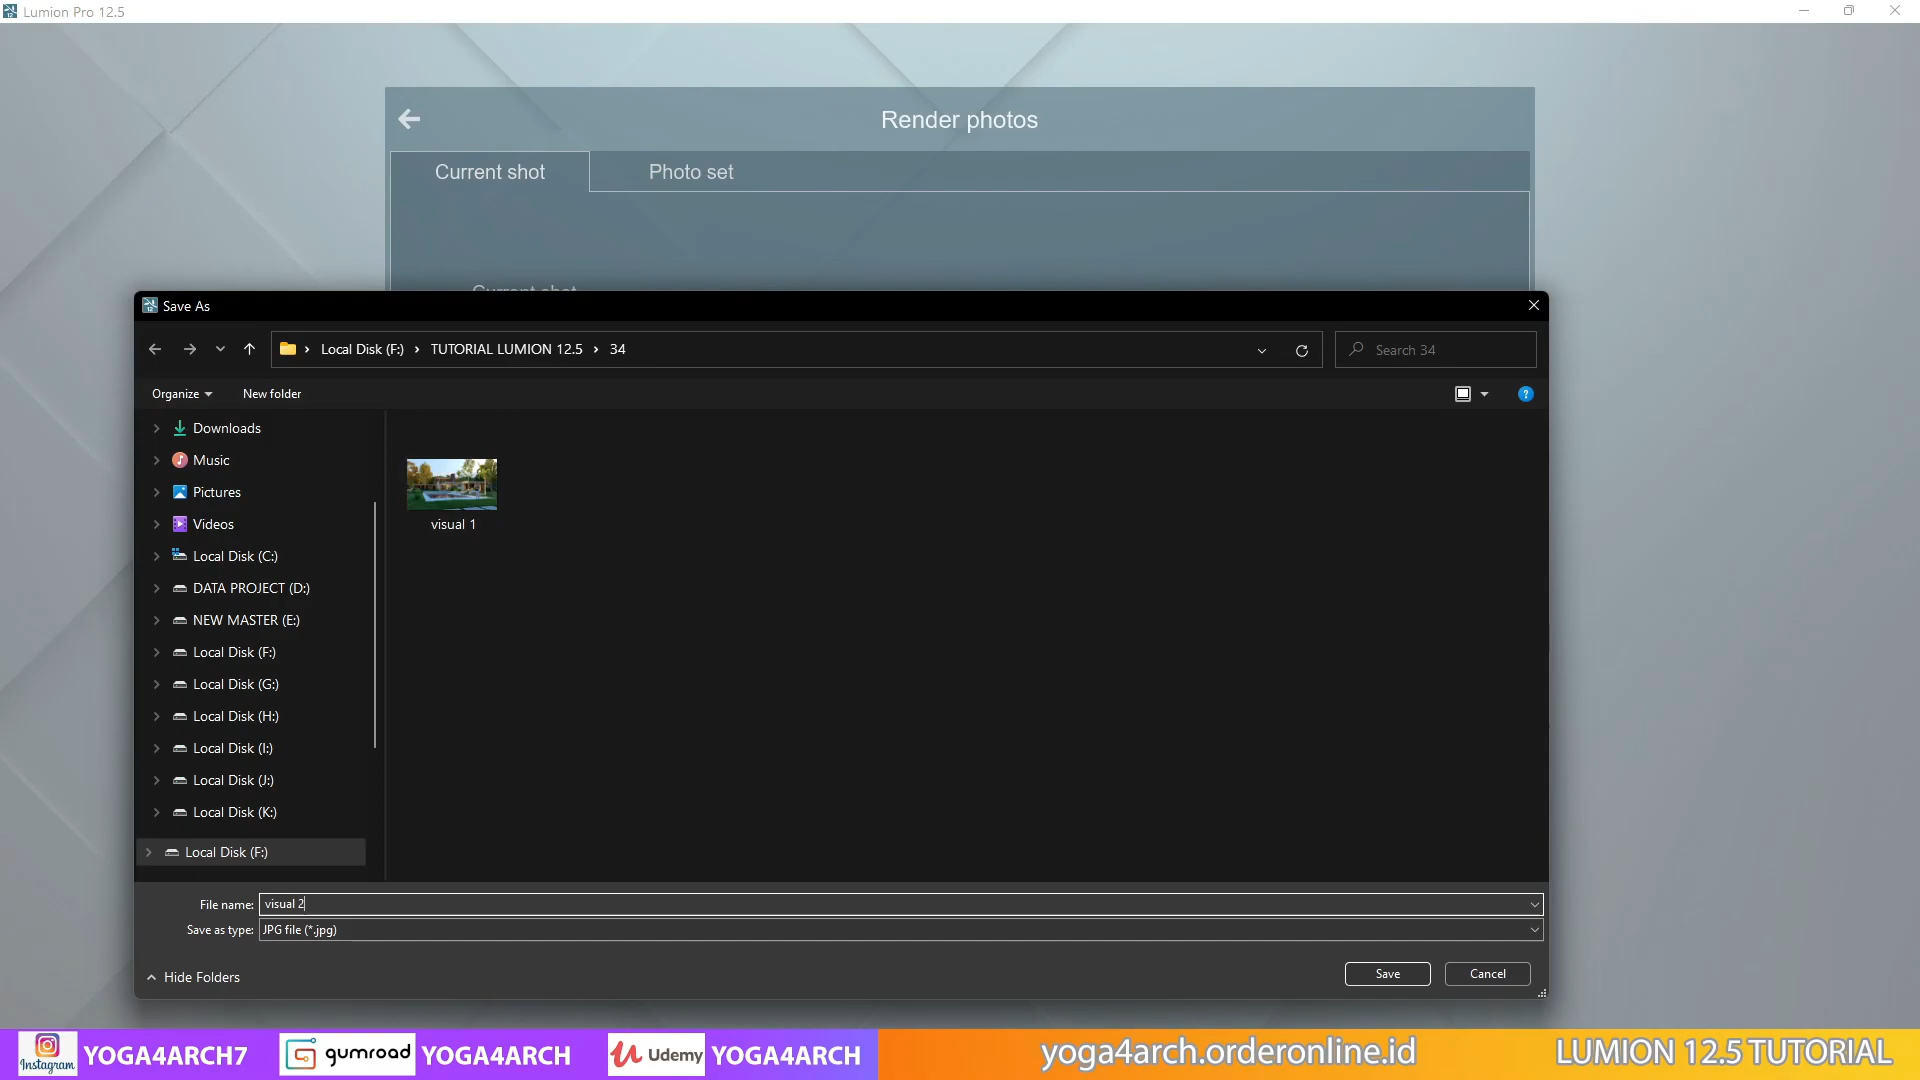 Lumion Pro 12.5
Render photos
Current shot
Photo set
Current shot
Save As
Local Disk (F:) › TUTORIAL LUMION 12.5 › 34
Search 34
Organize
New folder
Downloads
Music
Pictures
Videos
Local Disk (C:)
DATA PROJECT (D:)
NEW MASTER (E:)
Local Disk (F:)
Local Disk (G:)
Local Disk (H:)
Local Disk (I:)
Local Disk (J:)
Local Disk (K:)
Local Disk (F:)
visual 1
File name: visual 2
Save as type: JPG file (*.jpg)
Hide Folders
Save
Cancel
Instagram YOGA4ARCH7
gumroad YOGA4ARCH
Udemy YOGA4ARCH
yoga4arch.orderonline.id
LUMION 12.5 TUTORIAL